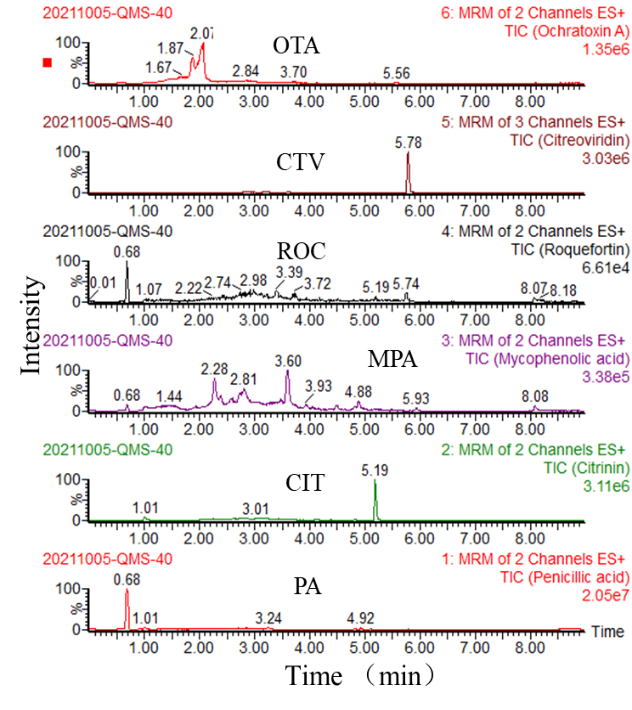 20211005-QMS-40
6: MRM of 2 Channels ES+
TIC (Ochratoxin A)
1.35e6
OTA
100
%
0
1.67
1.87
2.07
2.84
3.70
5.56
1.00 2.00 3.00 4.00 5.00 6.00 7.00 8.00
20211005-QMS-40
5: MRM of 3 Channels ES+
TIC (Citreoviridin)
3.03e6
CTV
100
%
0
5.78
1.00 2.00 3.00 4.00 5.00 6.00 7.00 8.00
20211005-QMS-40
4: MRM of 2 Channels ES+
TIC (Roquefortin)
6.61e4
ROC
100
%
0
0.01
0.68
1.07
2.22
2.74
2.98
3.39
3.72
5.19
5.74
8.07
8.18
1.00 2.00 3.00 4.00 5.00 6.00 7.00 8.00
Intensity
20211005-QMS-40
3: MRM of 2 Channels ES+
TIC (Mycophenolic acid)
3.38e5
MPA
100
%
0
0.68
1.44
2.28
2.81
3.60
3.93
4.88
5.93
8.08
1.00 2.00 3.00 4.00 5.00 6.00 7.00 8.00
20211005-QMS-40
2: MRM of 2 Channels ES+
TIC (Citrinin)
3.11e6
CIT
100
%
0
1.01
3.01
5.19
1.00 2.00 3.00 4.00 5.00 6.00 7.00 8.00
20211005-QMS-40
1: MRM of 2 Channels ES+
TIC (Penicillic acid)
2.05e7
PA
100
%
0
0.68
1.01
3.24
4.92
Time
1.00 2.00 3.00 4.00 5.00 6.00 7.00 8.00
Time （min）